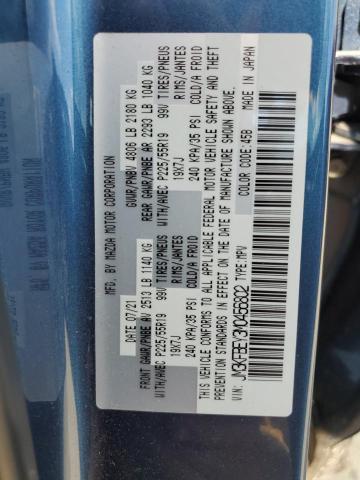 MFD. BY MAZDA MOTOR CORPORATION
DATE: 07/21 GVWR/PNBV 4806 LB 2180 KG
FRONT GAWR/PNBE AV 2513 LB 1140 KG REAR GAWR/PNBE AR 2293 LB 1040 KG
WITH/AVEC P225/55R19 99V TIRES/PNEUS WITH/AVEC P225/55R19 99V TIRES/PNEUS
19X7J RIMS/JANTES 19X7J RIMS/JANTES
240 KPA/35 PSI COLD/A FROID 240 KPA/35 PSI COLD/A FROID
THIS VEHICLE CONFORMS TO ALL APPLICABLE FEDERAL MOTOR VEHICLE SAFETY AND THEFT
PREVENTION STANDARDS IN EFFECT ON THE DATE OF MANUFACTURE SHOWN ABOVE.
JM3KFBEY3M0456802 TYPE:MPV COLOR CODE:45B
MADE IN JAPAN